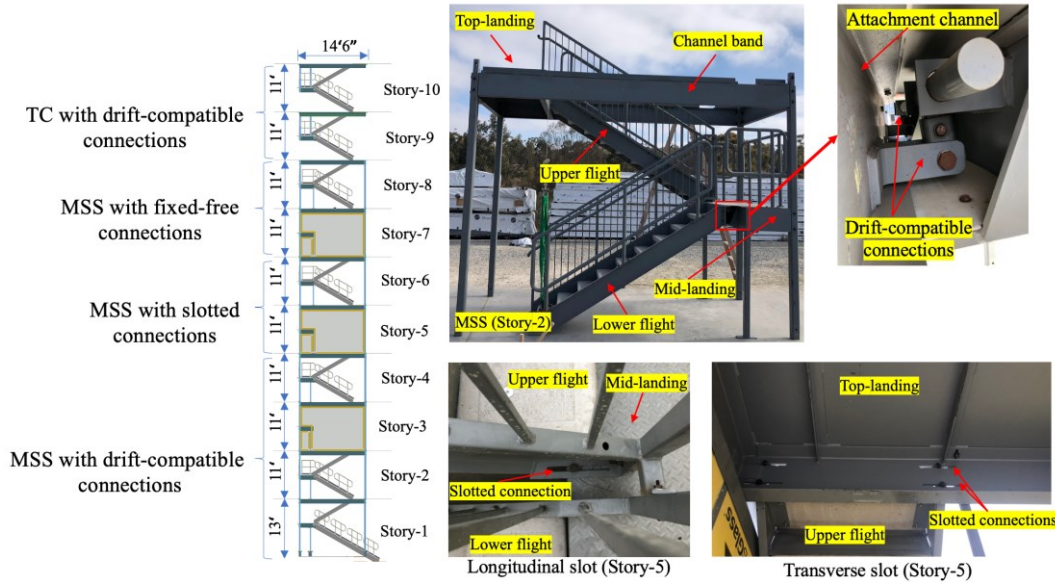 14'6”
11'
Story-10
TC with drift-compatible
connections
11'
Story-9
11'
Story-8
MSS with fixed-free
connections
11'
Story-7
11'
Story-6
MSS with slotted
connections
11'
Story-5
11'
Story-4
11'
Story-3
MSS with drift-compatible
connections
11'
Story-2
13'
Story-1
Top-landing
Channel band
Upper flight
Mid-landing
MSS (Story-2)
Lower flight
Attachment channel
Drift-compatible
connections
Upper flight
Mid-landing
Slotted connection
Lower flight
Longitudinal slot (Story-5)
Top-landing
Slotted connections
Upper flight
Transverse slot (Story-5)